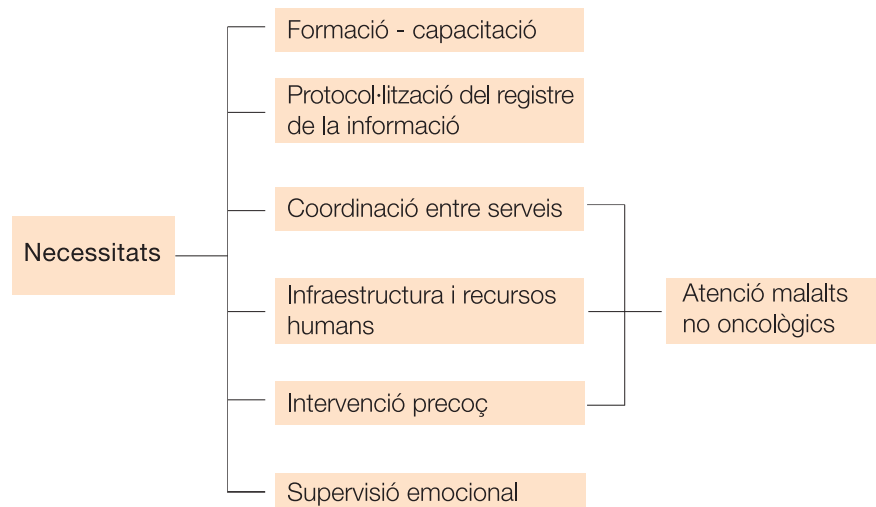 Formació - capacitació
Protocol·lització del registre
de la informació
Coordinació entre serveis
Necessitats
Infraestructura i recursos
humans
Atenció malalts
no oncològics
Intervenció precoç
Supervisió emocional